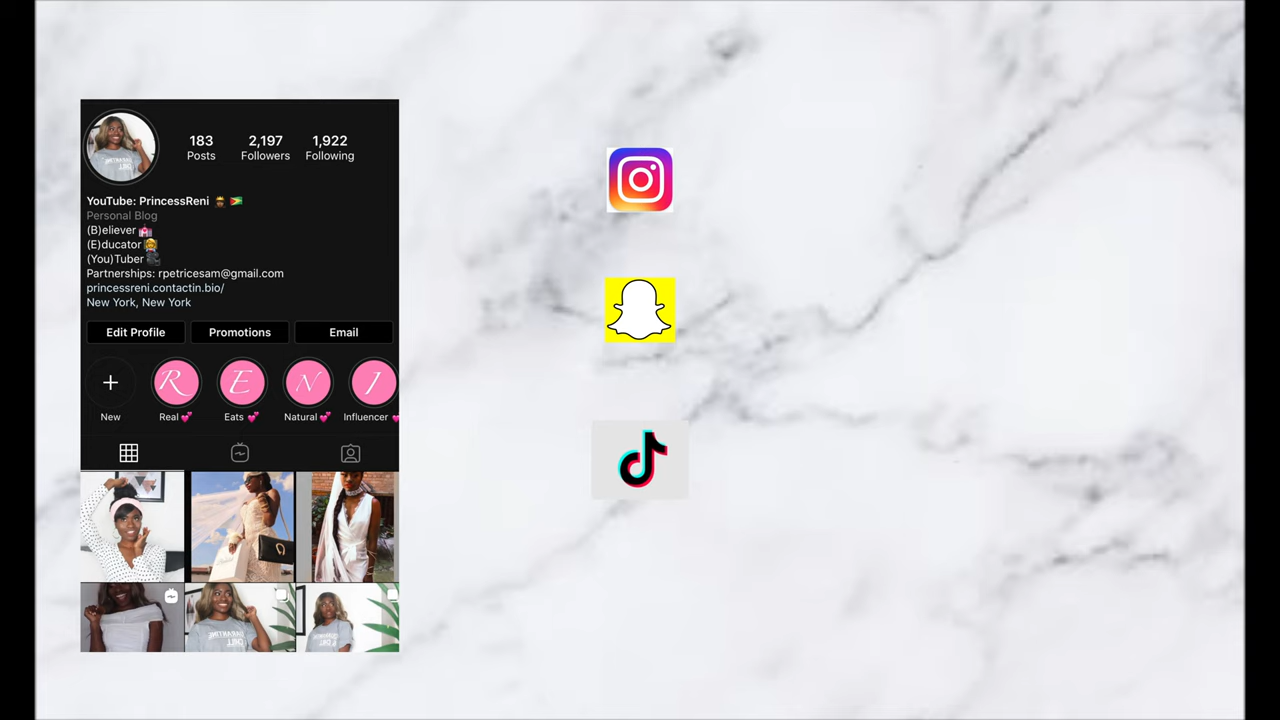 183 2,197 1,922
Posts Followers Following
YouTube: PrincessReni
Personal Blog
(B)eliever
(E)ducator
(You)Tuber
Partnerships: rpetricesam@gmail.com
princessreni.contactin.bio/
New York, New York
Edit Profile Promotions Email
+ R E N I
New Real Eats Natural Influencer